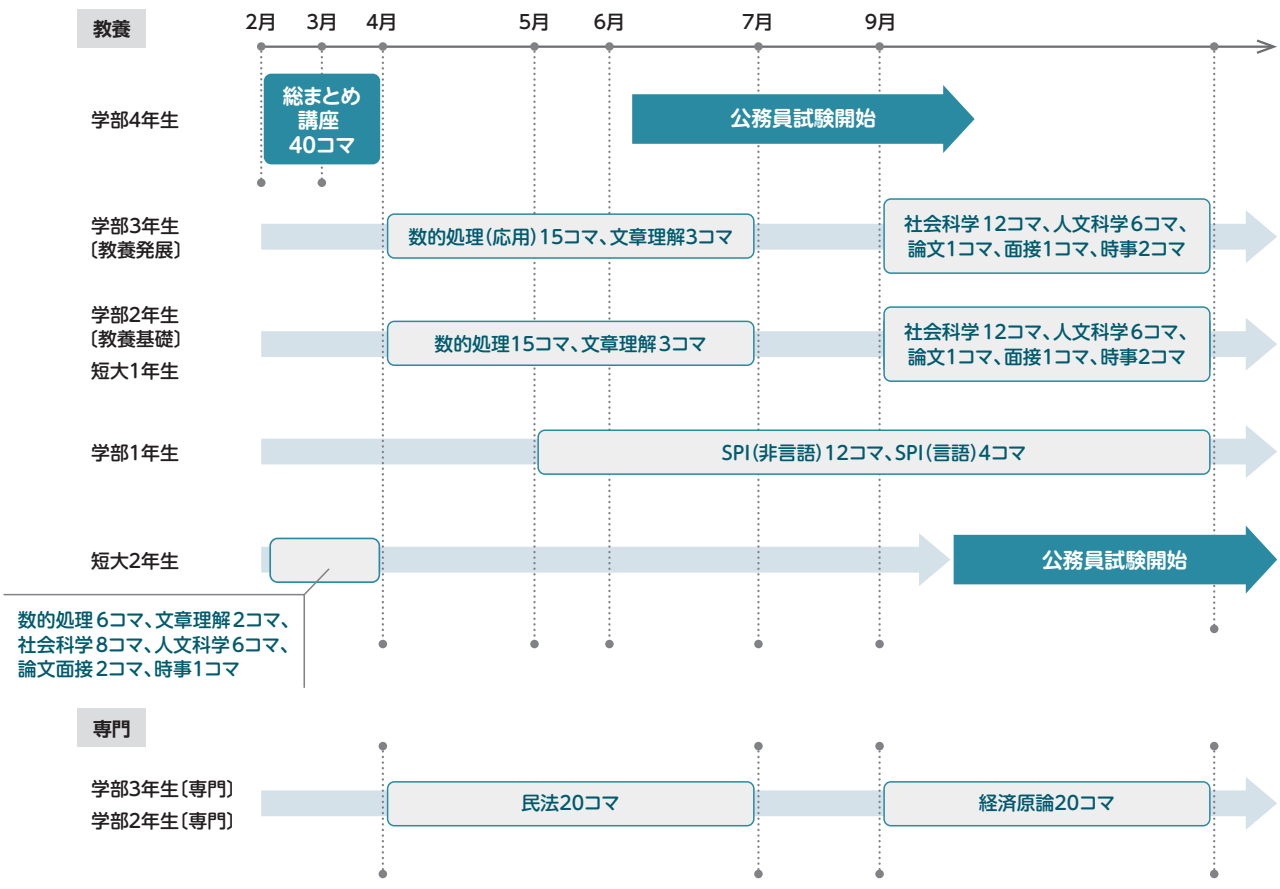 教養
2月 3月 4月 5月 6月 7月 9月
学部4年生
総まとめ
講座
40コマ
公務員試験開始
学部3年生
〔教養発展〕
数的処理(応用)15コマ、文章理解3コマ
社会科学12コマ、人文科学6コマ、
論文1コマ、面接1コマ、時事2コマ
学部2年生
〔教養基礎〕
短大1年生
数的処理15コマ、文章理解3コマ
社会科学12コマ、人文科学6コマ、
論文1コマ、面接1コマ、時事2コマ
学部1年生
SPI(非言語)12コマ、SPI(言語)4コマ
短大2年生
公務員試験開始
数的処理6コマ、文章理解2コマ、
社会科学8コマ、人文科学6コマ、
論文面接2コマ、時事1コマ
専門
学部3年生〔専門〕
学部2年生〔専門〕
民法20コマ
経済原論20コマ